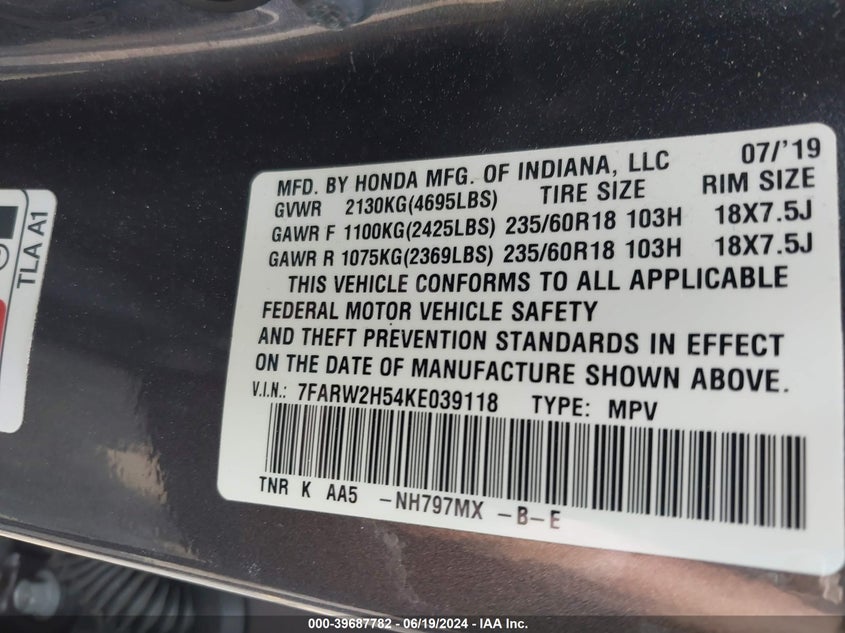 TLA A1
MFD. BY HONDA MFG. OF INDIANA, LLC 07/'19
GVWR 2130KG(4695LBS) TIRE SIZE RIM SIZE
GAWR F 1100KG(2425LBS) 235/60R18 103H 18X7.5J
GAWR R 1075KG(2369LBS) 235/60R18 103H 18X7.5J
THIS VEHICLE CONFORMS TO ALL APPLICABLE
FEDERAL MOTOR VEHICLE SAFETY
AND THEFT PREVENTION STANDARDS IN EFFECT
ON THE DATE OF MANUFACTURE SHOWN ABOVE.
V.I.N.: 7FARW2H54KE039118 TYPE: MPV
TNR K AA5 -NH797MX -B-E
000-39687782 - 06/19/2024 - IAA Inc.